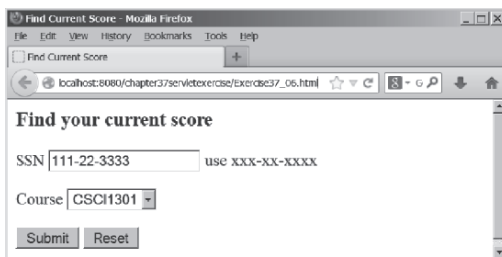 Find Current Score - Mozilla Firefox
File Edit View History Bookmarks Tools Help
Find Current Score +
localhost:8080/chapter37servletexercise/Exercise37_06.html
Find your current score
SSN 111-22-3333 use xxx-xx-xxxx
Course CSCI1301
Submit Reset